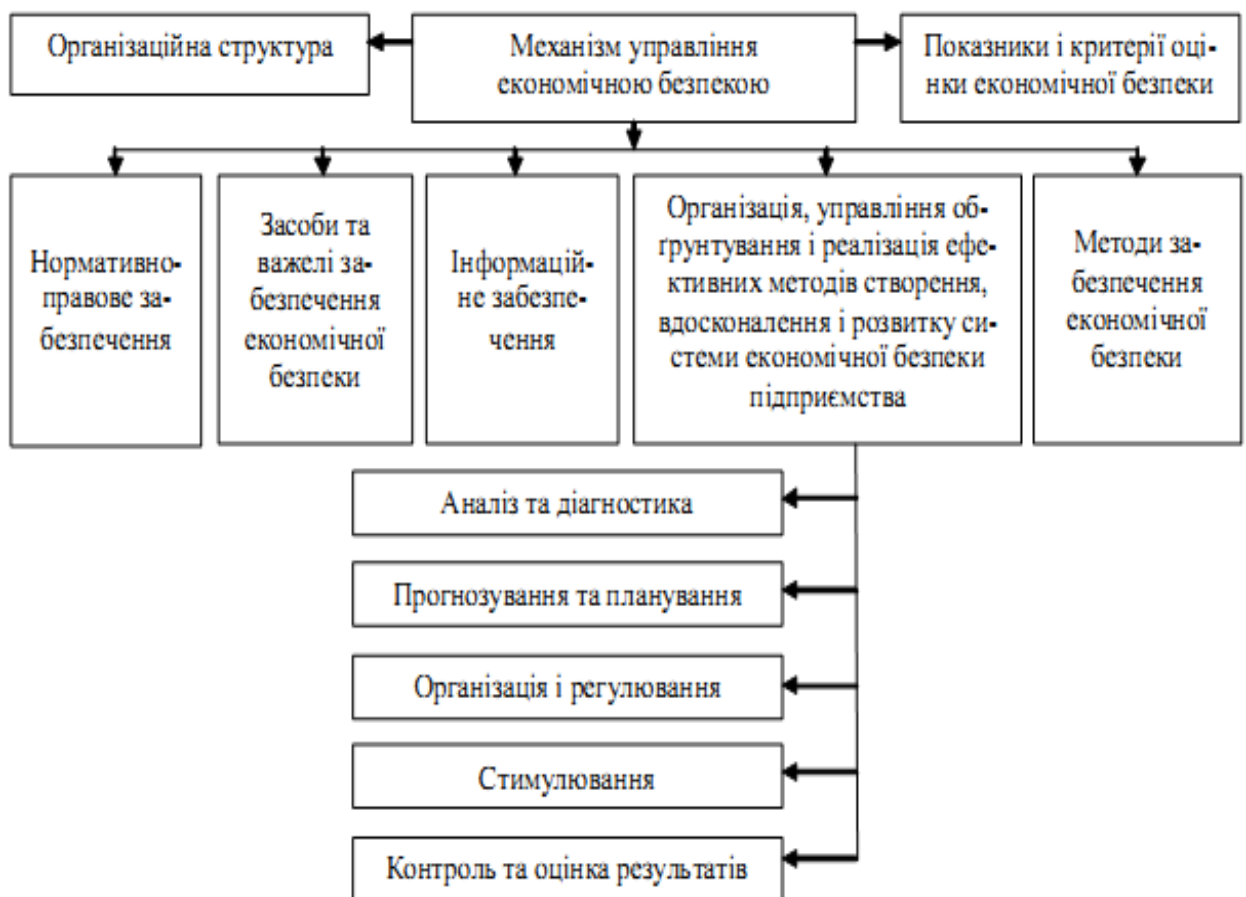 Організаційна структура
Механізм управління
економічною безпекою
Показники і критерії оці-
нки економічної безпеки
Нормативно-
правове за-
безпечення
Засоби та
важелі за-
безпечення
економічної
безпеки
Інформацій-
не забезпе-
чення
Організація, управління об-
ґрунтування і реалізація ефе-
ктивних методів створення,
вдосконалення і розвитку си-
стеми економічної безпеки
підприємства
Методи за-
безпечення
економічної
безпеки
Аналіз та діагностика
Прогнозування та планування
Організація і регулювання
Стимулювання
Контроль та оцінка результатів